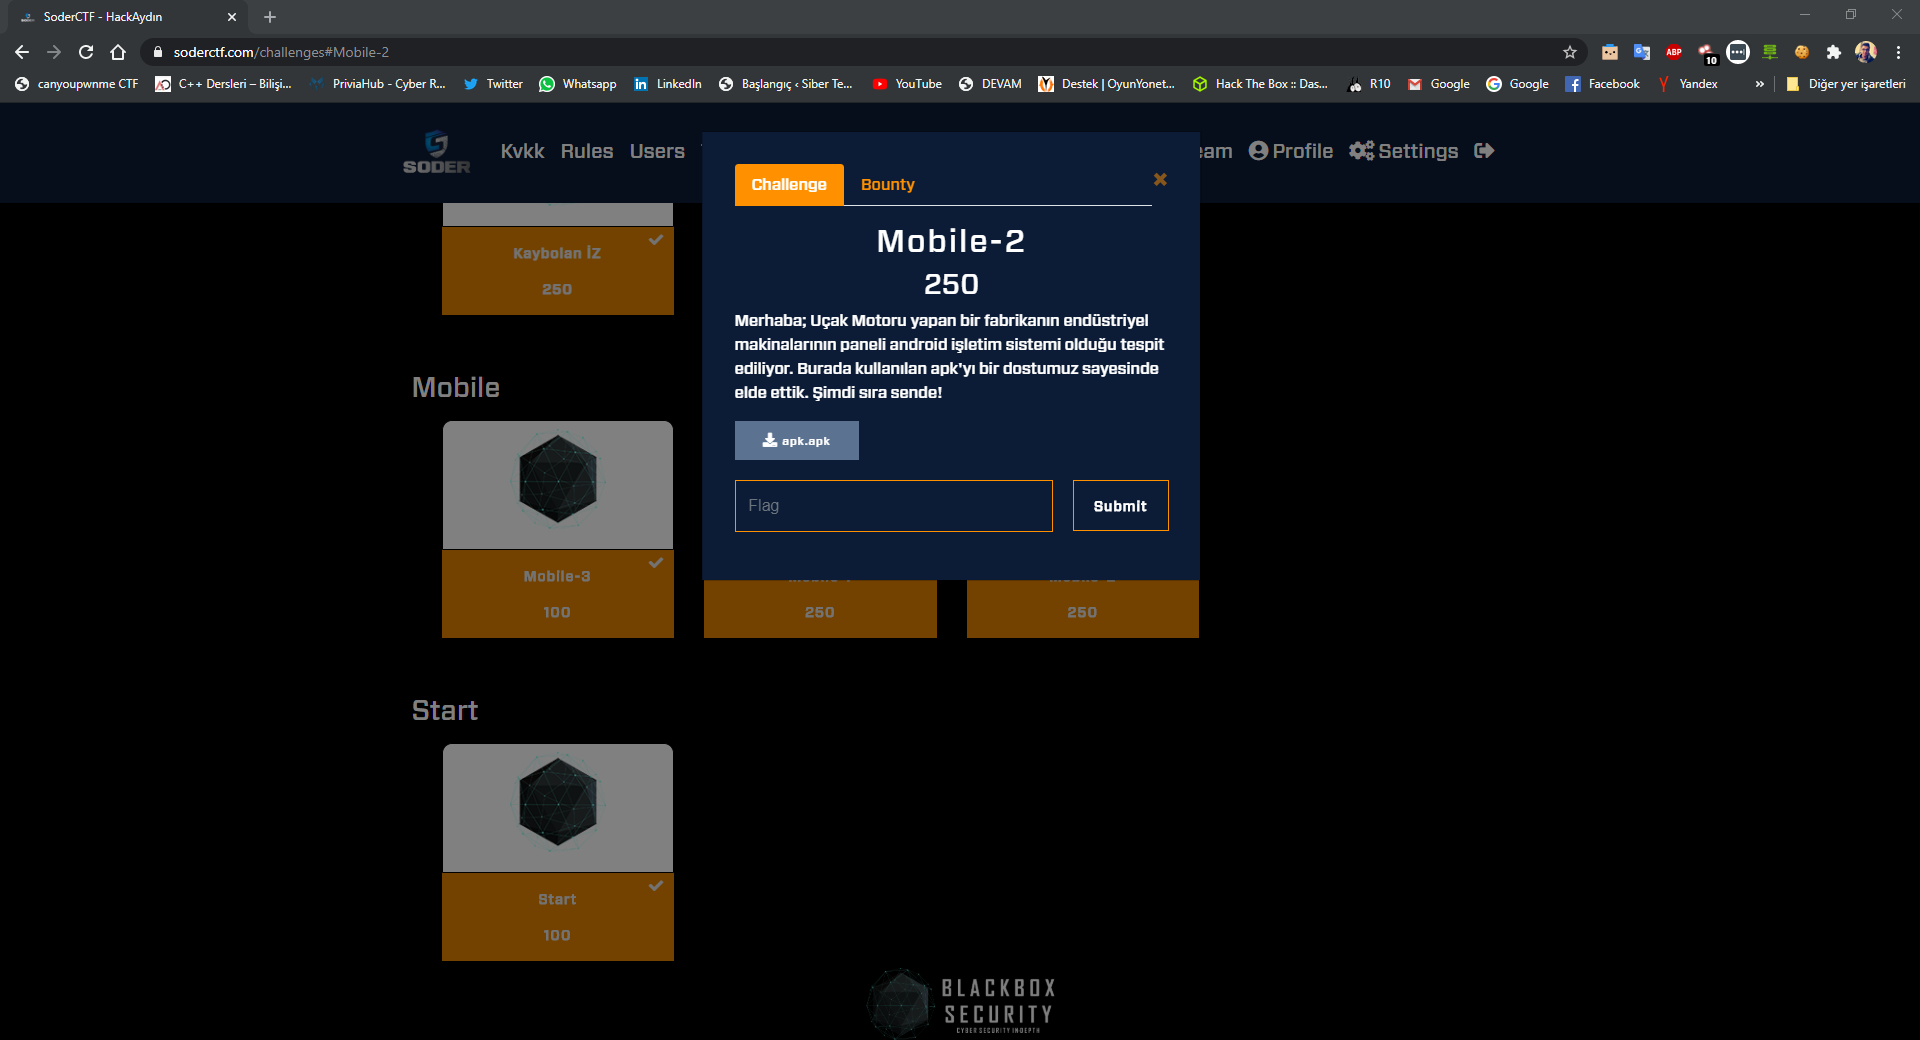 SoderCTF - HackAydın
soderctf.com/challenges#Mobile-2
ABP
10
canyoupwnme CTF
C++ Dersleri – Bilişi...
PriviaHub - Cyber R...
Twitter
Whatsapp
LinkedIn
Başlangıç ‹ Siber Te...
YouTube
DEVAM
Destek | OyunYonet...
Hack The Box :: Das...
R10
Google
Google
Facebook
Yandex
»
Diğer yer işaretleri
SODER
Kvkk
Rules
Users
eam
Profile
Settings
Challenge
Bounty
Mobile-2
250
Merhaba; Uçak Motoru yapan bir fabrikanın endüstriyel
makinalarının paneli android işletim sistemi olduğu tespit
ediliyor. Burada kullanılan apk'yı bir dostumuz sayesinde
elde ettik. Şimdi sıra sende!
apk.apk
Flag
Submit
Kaybolan İZ
250
Mobile
Mobile-3
100
250
250
Start
Start
100
BLACKBOX
SECURITY
CYBER SECURITY INDEPTH